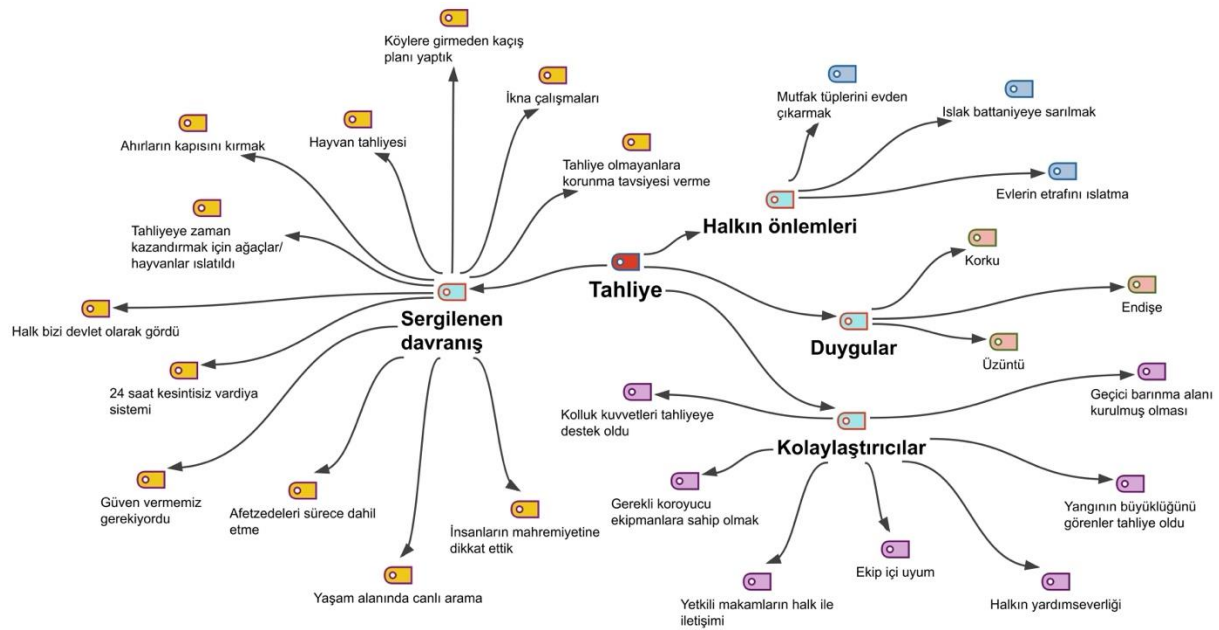 Köylere girmeden kaçış
planı yaptık
İkna çalışmaları
Mutfak tüplerini evden
çıkarmak
Islak battaniyeye sarılmak
Ahırların kapısını kırmak
Hayvan tahliyesi
Tahliye olmayanlara
korunma tavsiyesi verme
Evlerin etrafını ıslatma
Halkın önlemleri
Tahliyeye zaman
kazandırmak için ağaçlar/
hayvanlar ıslatıldı
Korku
Tahliye
Endişe
Halk bizi devlet olarak gördü
Sergilenen
davranış
Duygular
Üzüntü
24 saat kesintisiz vardiya
sistemi
Kolluk kuvvetleri tahliyeye
destek oldu
Geçici barınma alanı
kurulmuş olması
Kolaylaştırıcılar
Güven vermemiz
gerekiyordu
Afetzedeleri sürece dahil
etme
İnsanların mahremiyetine
dikkat ettik
Gerekli koroyucu
ekipmanlara sahip olmak
Yangının büyüklüğünü
görenler tahliye oldu
Ekip içi uyum
Yaşam alanında canlı arama
Yetkili makamların halk ile
iletişimi
Halkın yardımseverliği